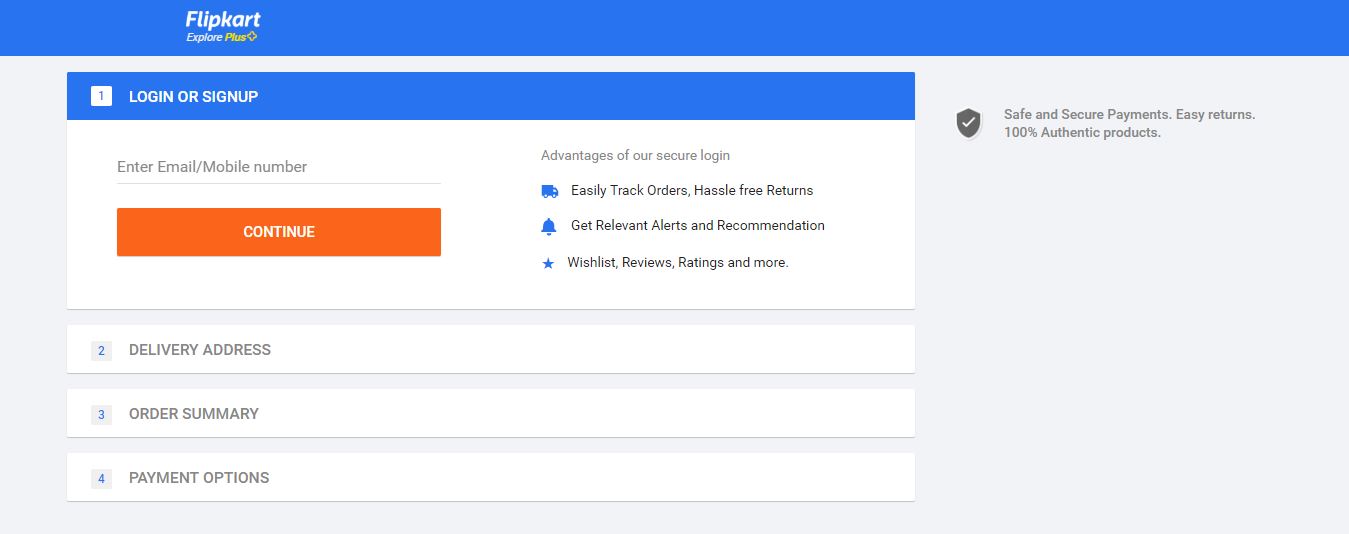 Flipkart
Explore Plus
1 LOGIN OR SIGNUP
Enter Email/Mobile number
CONTINUE
Advantages of our secure login
Easily Track Orders, Hassle free Returns
Get Relevant Alerts and Recommendation
Wishlist, Reviews, Ratings and more.
Safe and Secure Payments. Easy returns.
100% Authentic products.
2 DELIVERY ADDRESS
3 ORDER SUMMARY
4 PAYMENT OPTIONS